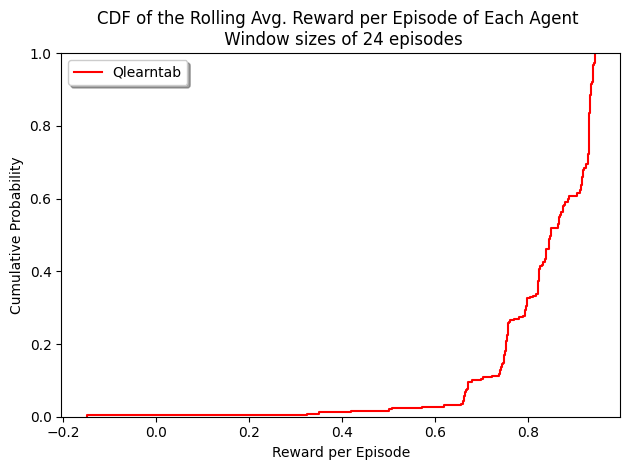 CDF of the Rolling Avg. Reward per Episode of Each Agent
Window sizes of 24 episodes
1.0
Qlearntab
0.8
0.6
Cumulative Probability
0.4
0.2
0.0
−0.2 0.0 0.2 0.4 0.6 0.8
Reward per Episode